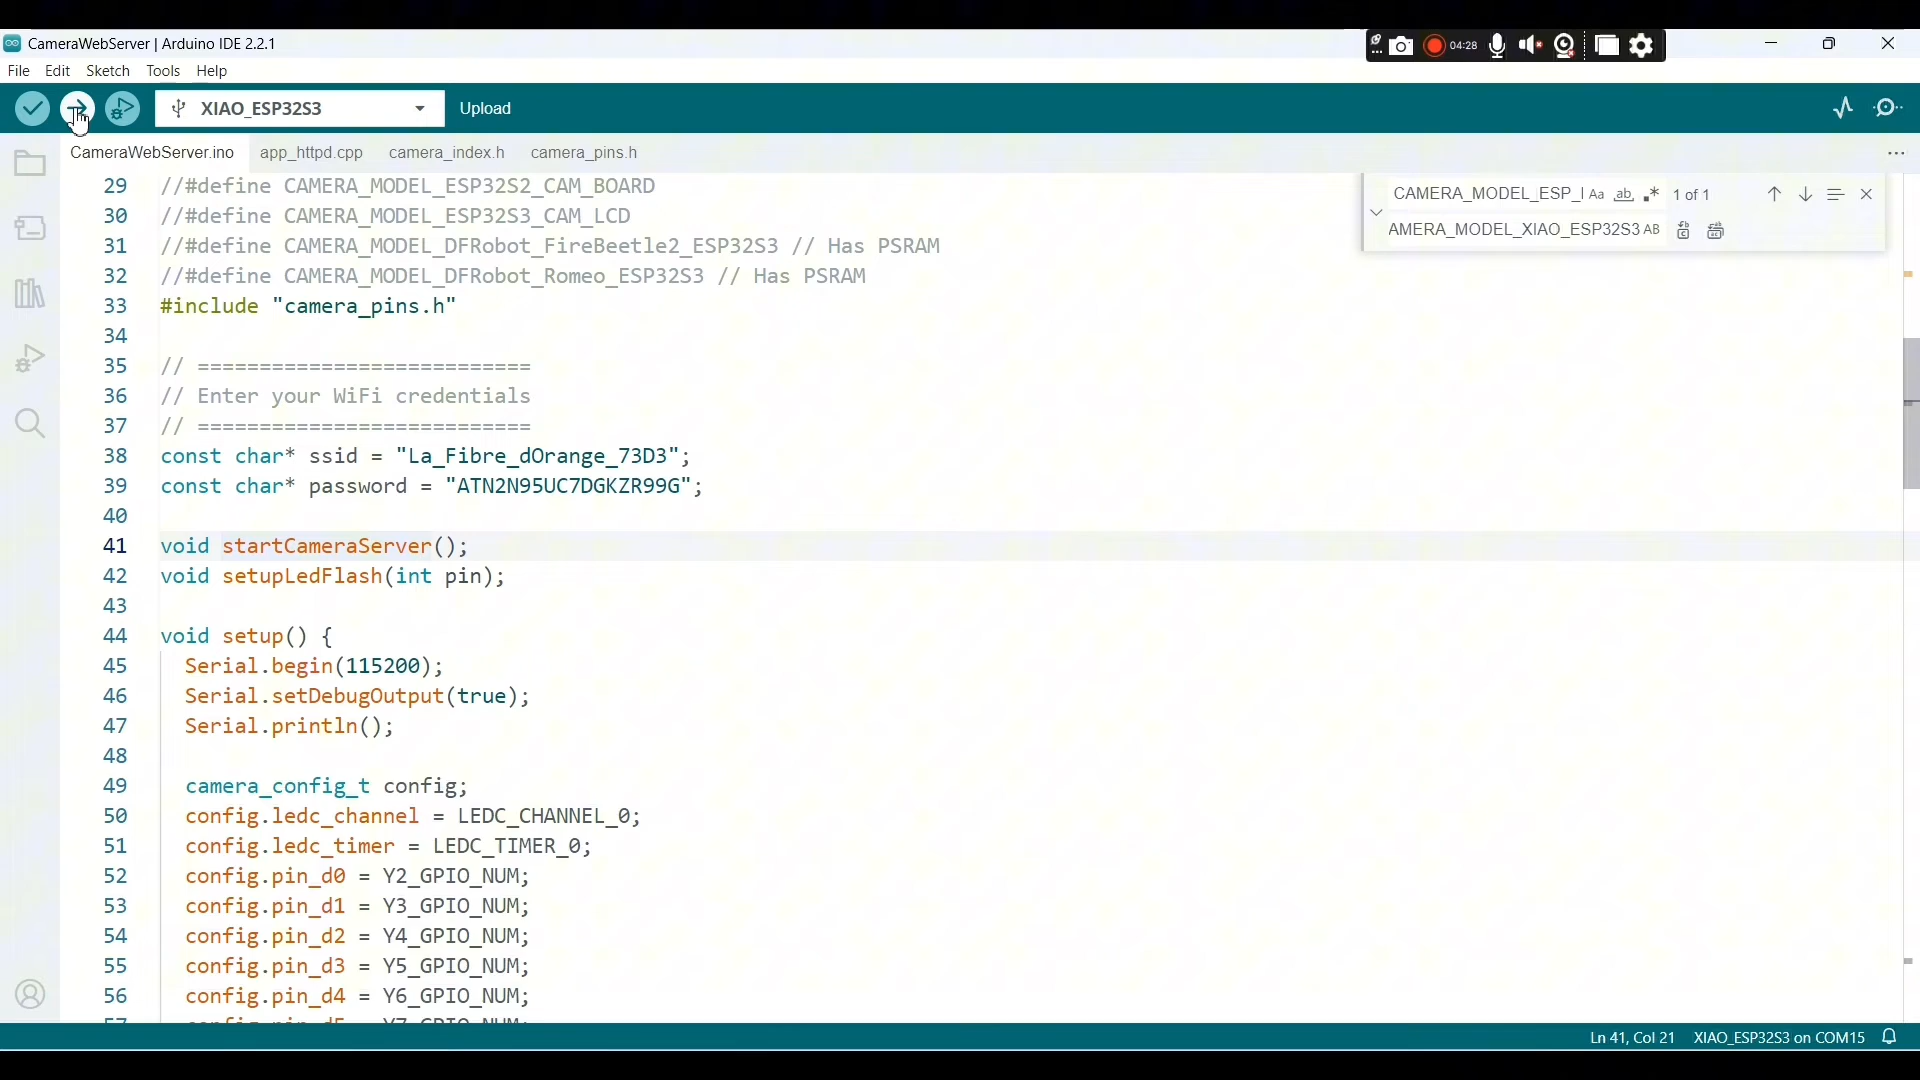 CameraWebServer | Arduino IDE 2.2.1
04:28
File Edit Sketch Tools Help
XIAO_ESP32S3
Upload
CameraWebServer.ino app_httpd.cpp camera_index.h camera_pins.h
CAMERA_MODEL_ESP_ Aa ab 1 of 1
AMERA_MODEL_XIAO_ESP32S3 AB
29 //#define CAMERA_MODEL_ESP32S2_CAM_BOARD
30 //#define CAMERA_MODEL_ESP32S3_CAM_LCD
31 //#define CAMERA_MODEL_DFRobot_FireBeetle2_ESP32S3 // Has PSRAM
32 //#define CAMERA_MODEL_DFRobot_Romeo_ESP32S3 // Has PSRAM
33 #include "camera_pins.h"
34
35 // ===========================
36 // Enter your WiFi credentials
37 // ===========================
38 const char* ssid = "La_Fibre_dOrange_73D3";
39 const char* password = "ATN2N95UC7DGKZR99G";
40
41 void startCameraServer();
42 void setupLedFlash(int pin);
43
44 void setup() {
45 Serial.begin(115200);
46 Serial.setDebugOutput(true);
47 Serial.println();
48
49 camera_config_t config;
50 config.ledc_channel = LEDC_CHANNEL_0;
51 config.ledc_timer = LEDC_TIMER_0;
52 config.pin_d0 = Y2_GPIO_NUM;
53 config.pin_d1 = Y3_GPIO_NUM;
54 config.pin_d2 = Y4_GPIO_NUM;
55 config.pin_d3 = Y5_GPIO_NUM;
56 config.pin_d4 = Y6_GPIO_NUM;
Ln 41, Col 21 XIAO_ESP32S3 on COM15